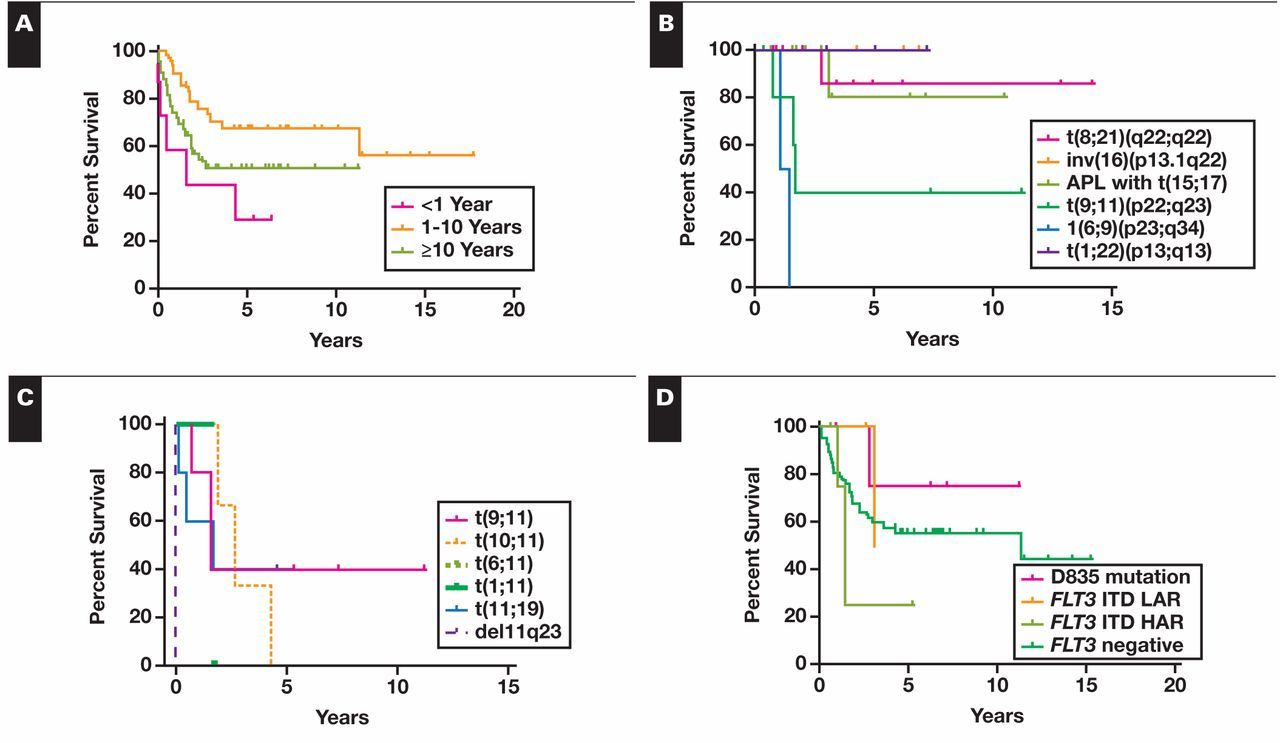 A
Percent Survival
100
80
60
40
20
0
0 5 10 15 20
Years
<1 Year
1-10 Years
≥10 Years
B
Percent Survival
100
80
60
40
20
0
0 5 10 15
Years
t(8;21)(q22;q22)
inv(16)(p13.1q22)
APL with t(15;17)
t(9;11)(p22;q23)
1(6;9)(p23;q34)
t(1;22)(p13;q13)
C
Percent Survival
100
80
60
40
20
0
0 5 10 15
Years
t(9;11)
t(10;11)
t(6;11)
t(1;11)
t(11;19)
del11q23
D
Percent Survival
100
80
60
40
20
0
0 5 10 15 20
Years
D835 mutation
FLT3 ITD LAR
FLT3 ITD HAR
FLT3 negative